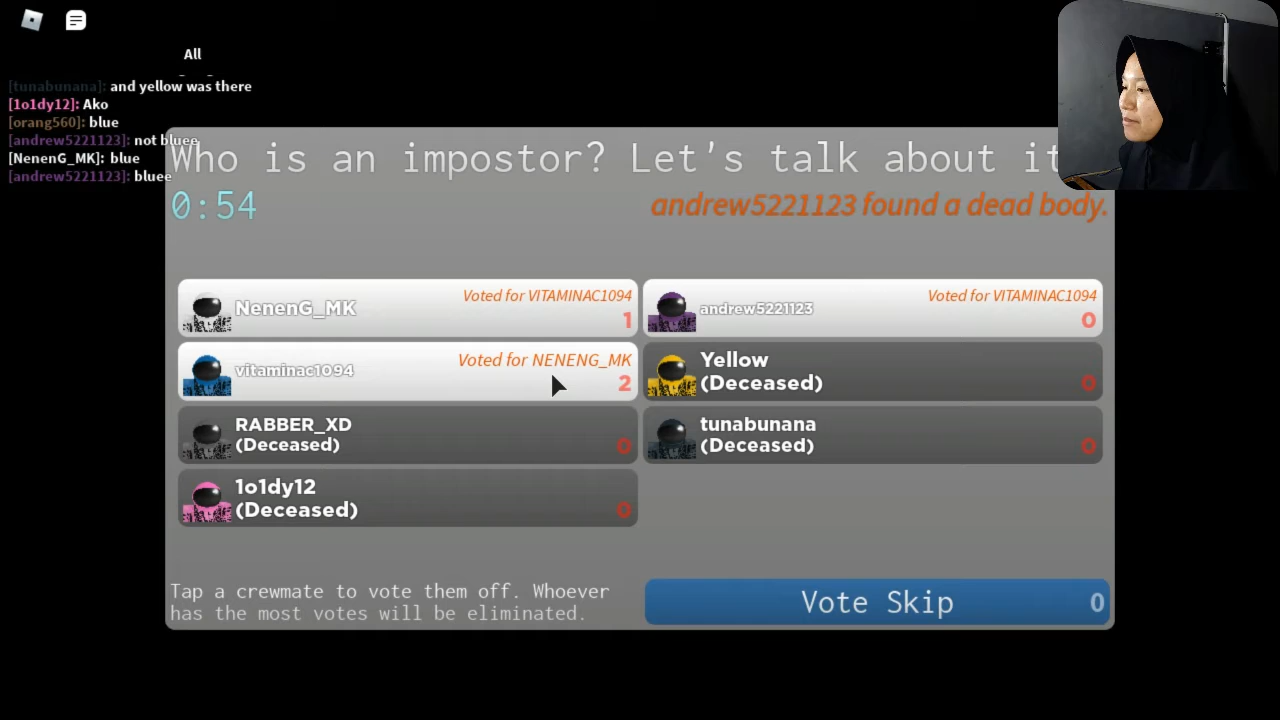 All
[tunabunana]: and yellow was there
[1o1dy12]: Ako
[orang560]: blue
[andrew5221123]: not bluee
[NenenG_MK]: blue
[andrew5221123]: bluee
Who is an impostor? Let's talk about it
0:54
andrew5221123 found a dead body.
NenenG_MK
Voted for VITAMINAC1094
1
andrew5221123
Voted for VITAMINAC1094
0
vitaminac1094
Voted for NENENG_MK
2
Yellow
(Deceased)
0
RABBER_XD
(Deceased)
0
tunabunana
(Deceased)
0
1o1dy12
(Deceased)
0
Tap a crewmate to vote them off. Whoever
has the most votes will be eliminated.
Vote Skip
0